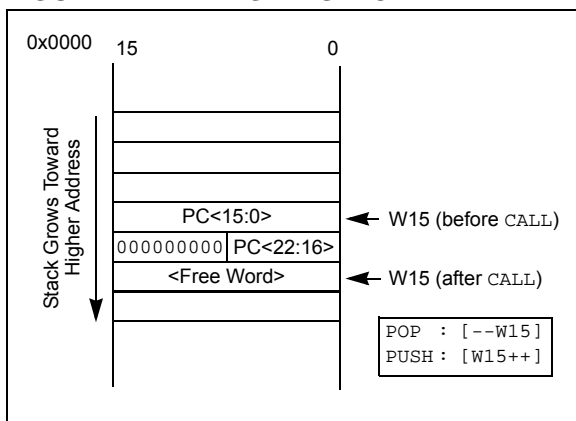 0x0000
15 0
Stack Grows Toward
Higher Address
PC<15:0>
W15 (before CALL)
000000000 PC<22:16>
<Free Word>
W15 (after CALL)
POP : [--W15]
PUSH : [W15++]